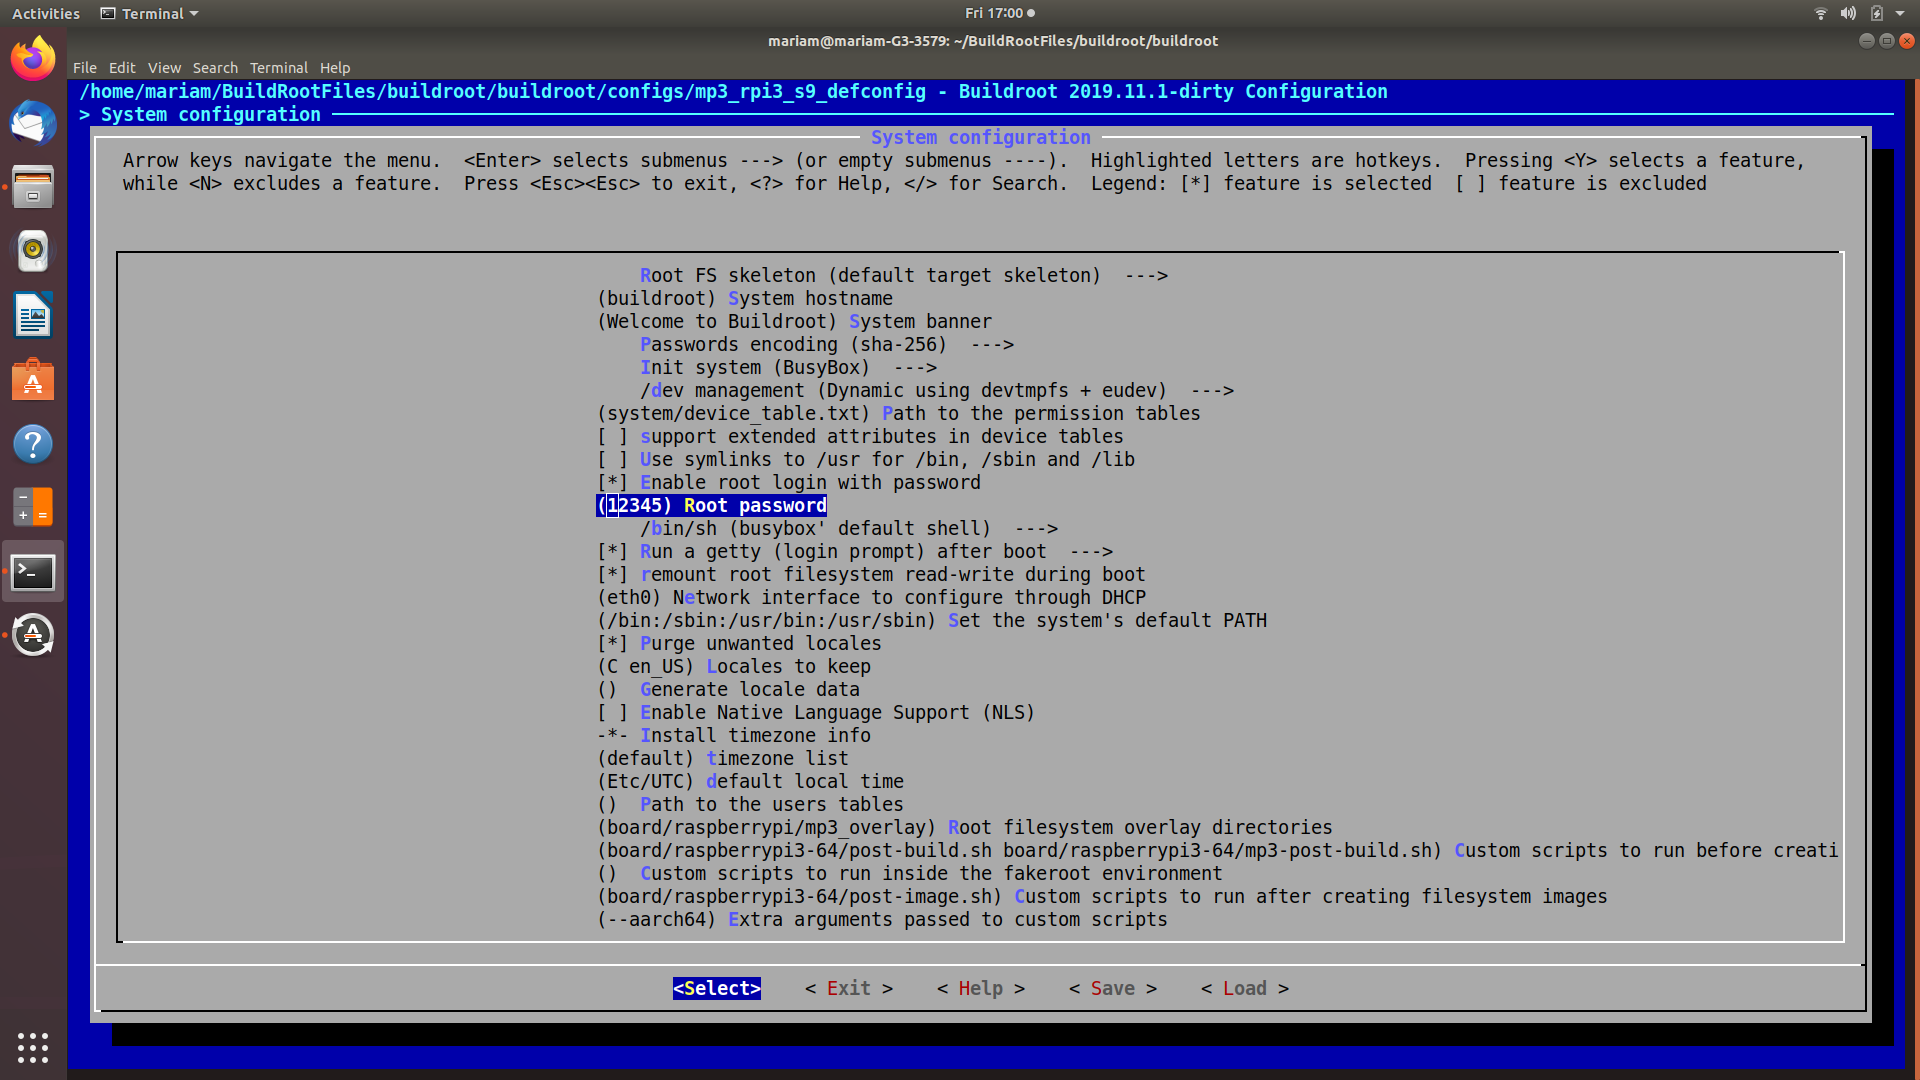 Activities Terminal Fri 17:00
mariam@mariam-G3-3579: ~/BuildRootFiles/buildroot/buildroot
File Edit View Search Terminal Help
/home/mariam/BuildRootFiles/buildroot/buildroot/configs/mp3_rpi3_s9_defconfig - Buildroot 2019.11.1-dirty Configuration
> System configuration
System configuration
Arrow keys navigate the menu.  <Enter> selects submenus ---> (or empty submenus ----).  Highlighted letters are hotkeys.  Pressing <Y> selects a feature,
while <N> excludes a feature.  Press <Esc><Esc> to exit, <?> for Help, </> for Search.  Legend: [*] feature is selected  [ ] feature is excluded
Root FS skeleton (default target skeleton)  --->
(buildroot) System hostname
(Welcome to Buildroot) System banner
Passwords encoding (sha-256)  --->
Init system (BusyBox)  --->
/dev management (Dynamic using devtmpfs + eudev)  --->
(system/device_table.txt) Path to the permission tables
[ ] support extended attributes in device tables
[ ] Use symlinks to /usr for /bin, /sbin and /lib
[*] Enable root login with password
(12345) Root password
/bin/sh (busybox' default shell)  --->
[*] Run a getty (login prompt) after boot  --->
[*] remount root filesystem read-write during boot
(eth0) Network interface to configure through DHCP
(/bin:/sbin:/usr/bin:/usr/sbin) Set the system's default PATH
[*] Purge unwanted locales
(C en_US) Locales to keep
()  Generate locale data
[ ] Enable Native Language Support (NLS)
-*- Install timezone info
(default) timezone list
(Etc/UTC) default local time
()  Path to the users tables
(board/raspberrypi/mp3_overlay) Root filesystem overlay directories
(board/raspberrypi3-64/post-build.sh board/raspberrypi3-64/mp3-post-build.sh) Custom scripts to run before creati
()  Custom scripts to run inside the fakeroot environment
(board/raspberrypi3-64/post-image.sh) Custom scripts to run after creating filesystem images
(--aarch64) Extra arguments passed to custom scripts
<Select>    < Exit >    < Help >    < Save >    < Load >